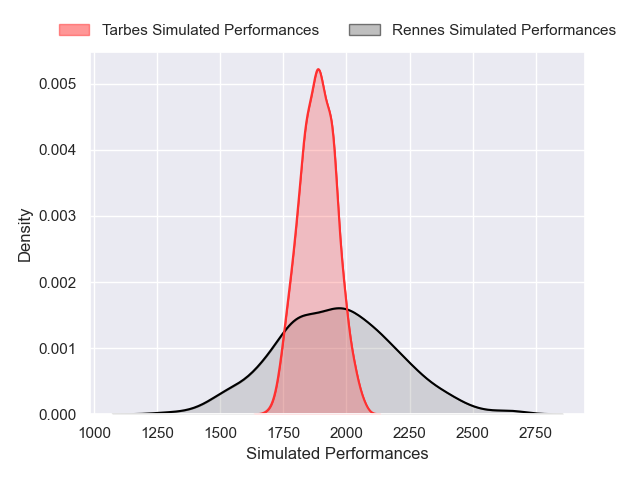 Tarbes Simulated Performances Rennes Simulated Performances
0.005
0.004
0.003
0.002
0.001
0.000
Density
1000 1250 1500 1750 2000 2250 2500 2750
Simulated Performances